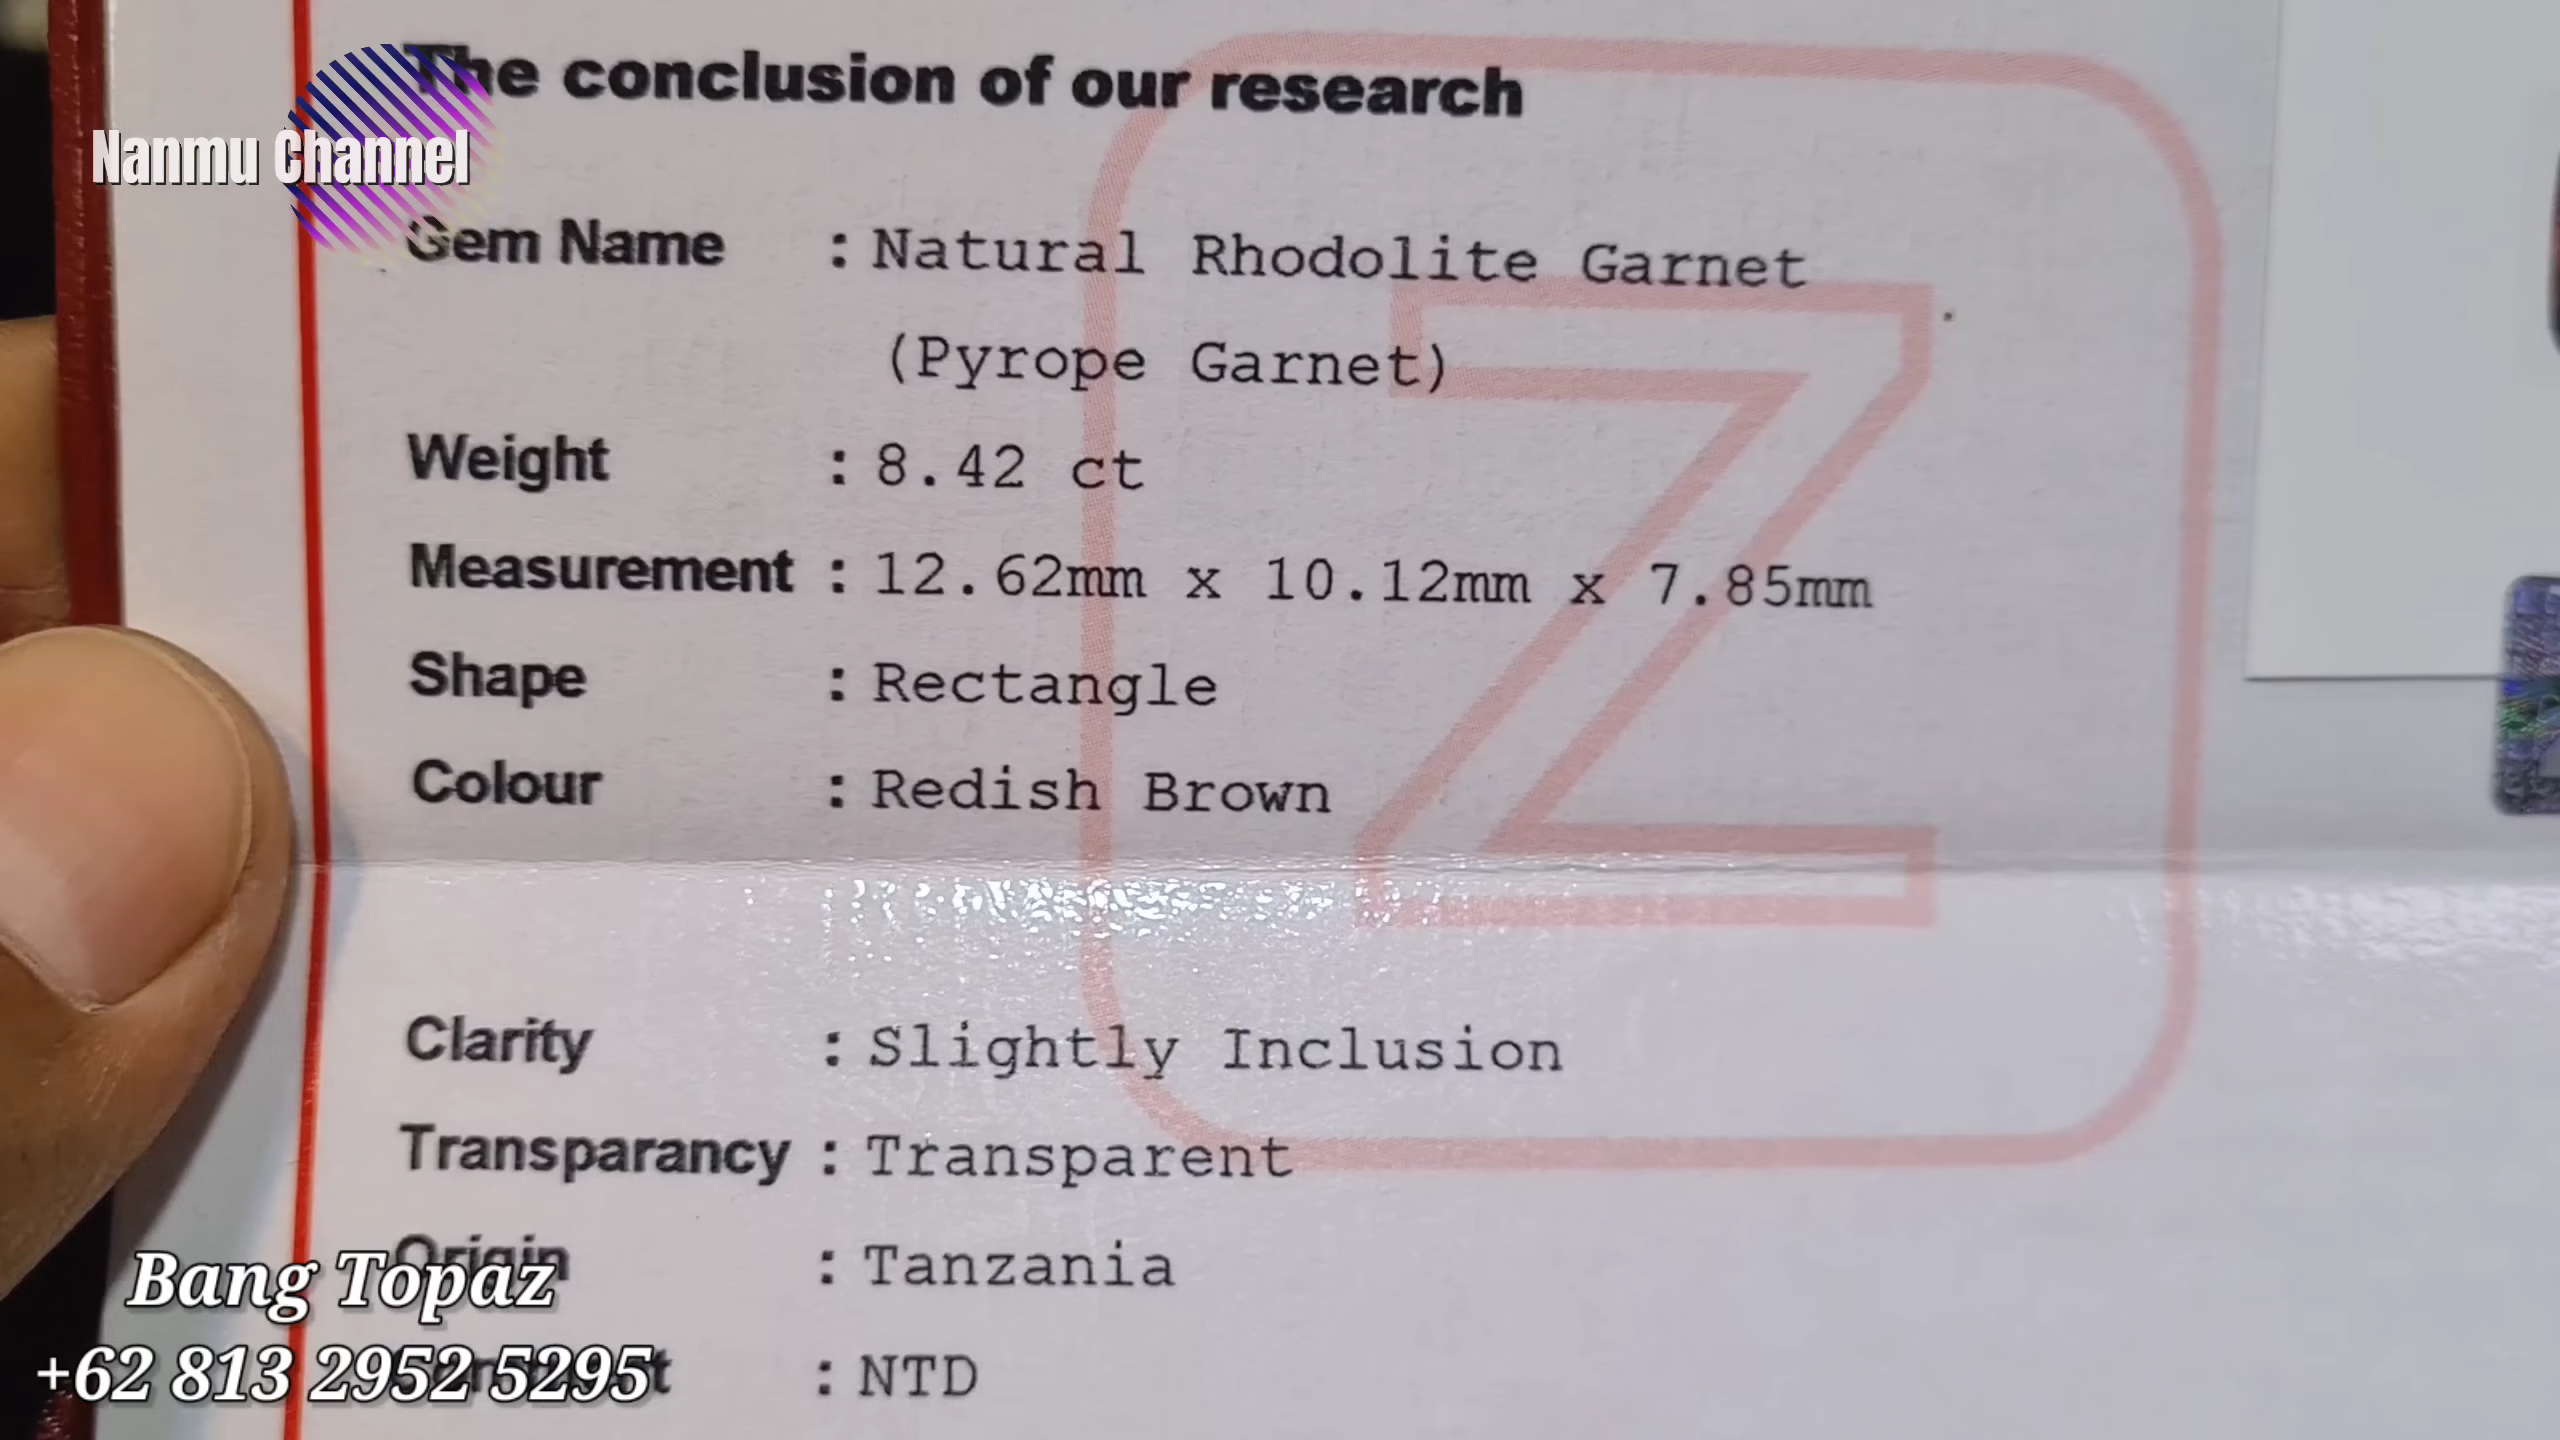 The conclusion of our research
Nanmu Channel
Gem Name : Natural Rhodolite Garnet
(Pyrope Garnet)
Weight : 8.42 ct
Measurement : 12.62mm x 10.12mm x 7.85mm
Shape : Rectangle
Colour : Redish Brown
Clarity : Slightly Inclusion
Transparancy : Transparent
Origin : Tanzania
Bang Topaz
: NTD
+62 813 2952 5295